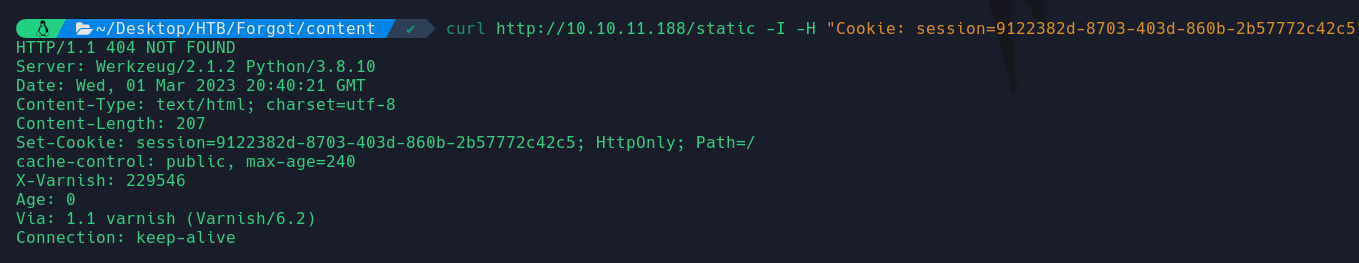 ~/Desktop/HTB/Forgot/content ✔ curl http://10.10.11.188/static -I -H "Cookie: session=9122382d-8703-403d-860b-2b57772c42c5"
HTTP/1.1 404 NOT FOUND
Server: Werkzeug/2.1.2 Python/3.8.10
Date: Wed, 01 Mar 2023 20:40:21 GMT
Content-Type: text/html; charset=utf-8
Content-Length: 207
Set-Cookie: session=9122382d-8703-403d-860b-2b57772c42c5; HttpOnly; Path=/
cache-control: public, max-age=240
X-Varnish: 229546
Age: 0
Via: 1.1 varnish (Varnish/6.2)
Connection: keep-alive